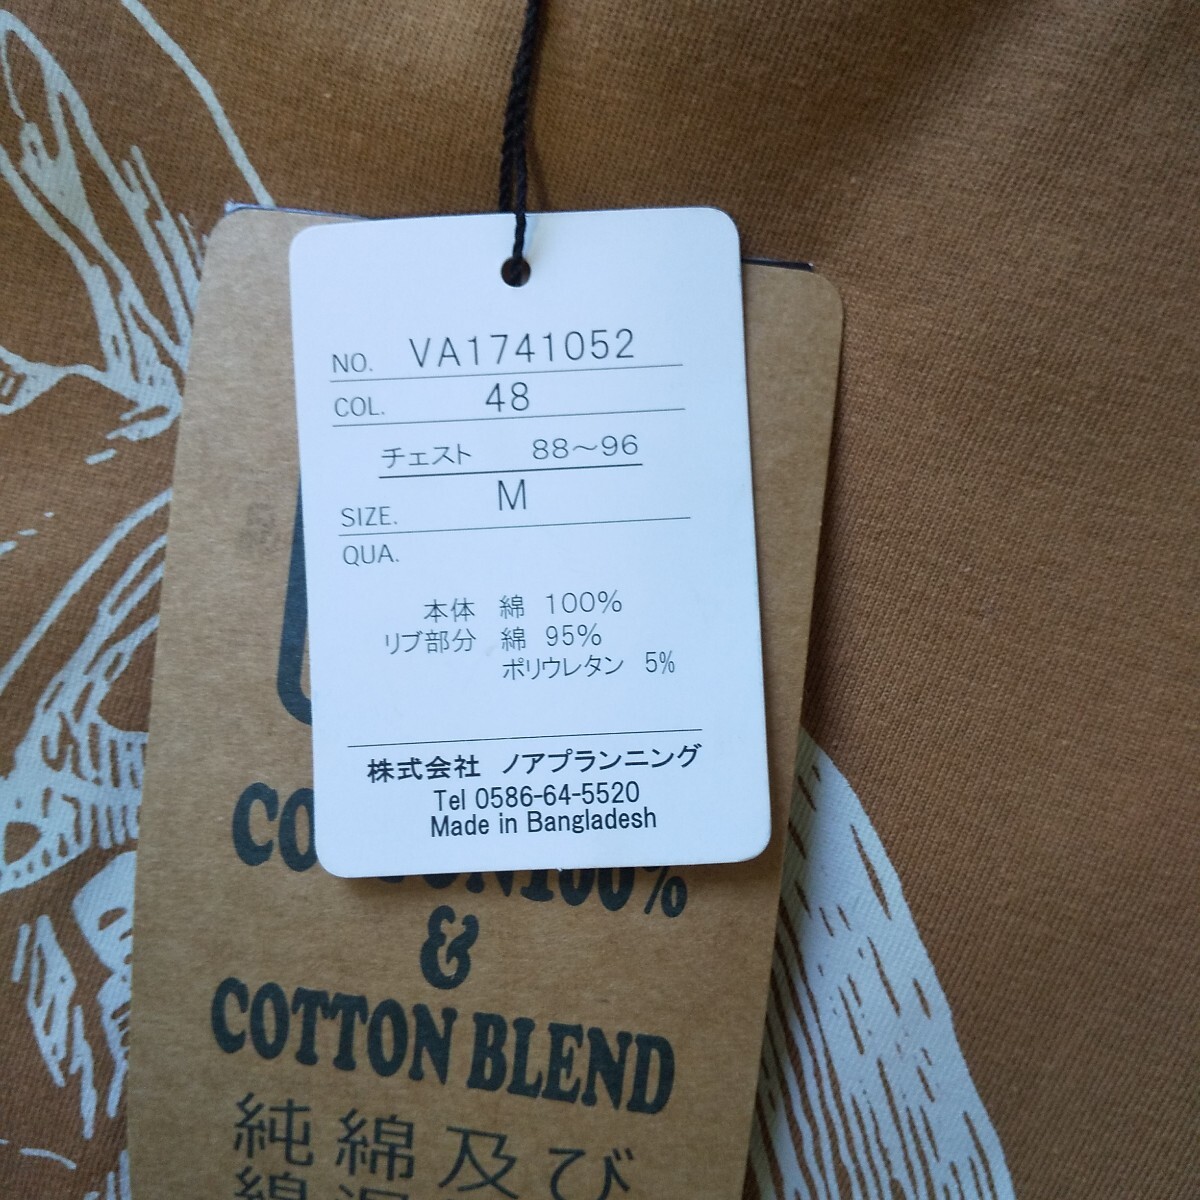 NO. VA1741052
COL. 48
チェスト 88～96
SIZE. M
QUA.
本体 綿 100%
リブ部分 綿 95%
ポリウレタン 5%
株式会社 ノアプランニング
Tel 0586-64-5520
Made in Bangladesh
COTTON100%
&
COTTON BLEND
純綿及び